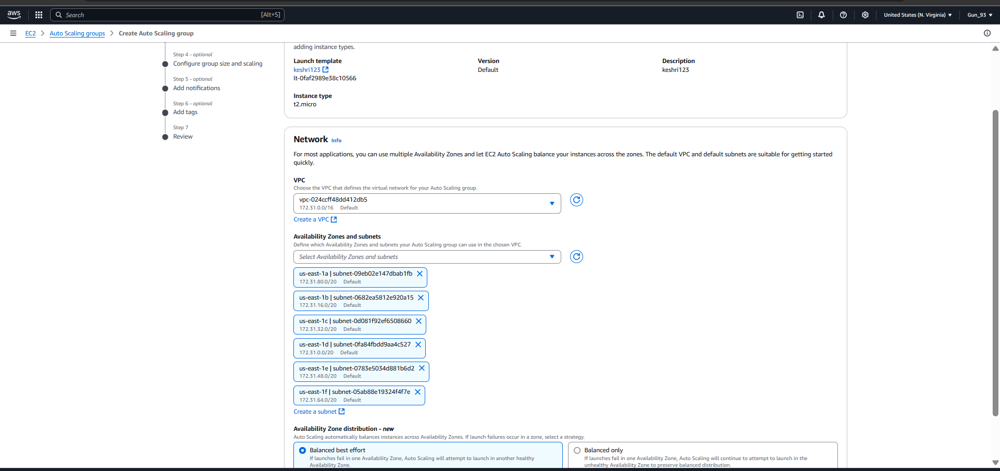 aws
Search [Alt+S]
United States (N. Virginia)
Gun_93
EC2
Auto Scaling groups
Create Auto Scaling group
Step 4 - optional
Configure group size and scaling
Step 5 - optional
Add notifications
Step 6 - optional
Add tags
Step 7
Review
adding instance types.
Launch template
keshri123
lt-0faf2989e38c10566
Version
Default
Description
keshri123
Instance type
t2.micro
Network Info
For most applications, you can use multiple Availability Zones and let EC2 Auto Scaling balance your instances across the zones. The default VPC and default subnets are suitable for getting started
quickly.
VPC
Choose the VPC that defines the virtual network for your Auto Scaling group.
vpc-024ccff48dd412db5
172.31.0.0/16 Default
Create a VPC
Availability Zones and subnets
Define which Availability Zones and subnets your Auto Scaling group can use in the chosen VPC.
Select Availability Zones and subnets
us-east-1a | subnet-09eb02e147dbab1fb
172.31.80.0/20 Default
us-east-1b | subnet-0682ea5812e920a15
172.31.16.0/20 Default
us-east-1c | subnet-0d081f92ef6508660
172.31.32.0/20 Default
us-east-1d | subnet-0fa84fbdd9aa4c527
172.31.0.0/20 Default
us-east-1e | subnet-0783e5034d881b6d2
172.31.48.0/20 Default
us-east-1f | subnet-05ab88e19324f4f7e
172.31.64.0/20 Default
Create a subnet
Availability Zone distribution - new
Auto Scaling automatically balances instances across Availability Zones. If launch failures occur in a zone, select a strategy.
Balanced best effort
If launches fail in one Availability Zone, Auto Scaling will attempt to launch in another healthy
Availability Zone.
Balanced only
If launches fail in one Availability Zone, Auto Scaling will continue to attempt to launch in the
unhealthy Availability Zone to preserve balanced distribution.